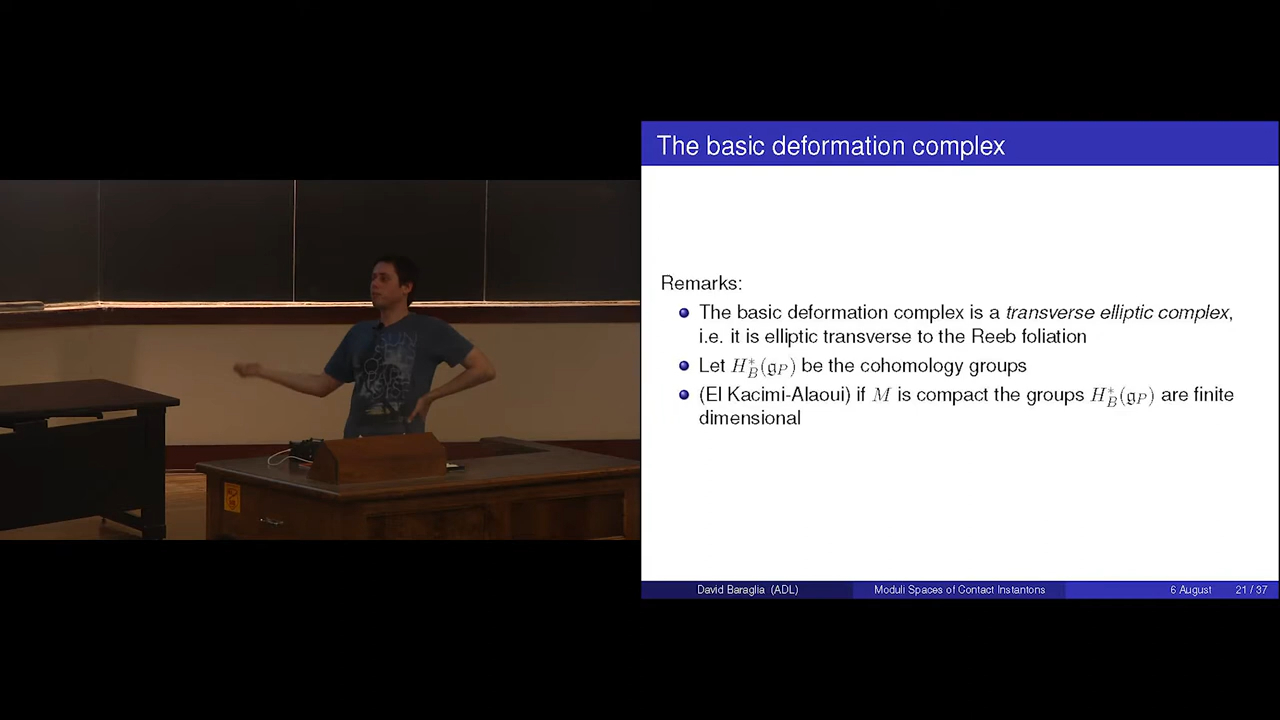 The basic deformation complex
Remarks:
The basic deformation complex is a transverse elliptic complex,
i.e. it is elliptic transverse to the Reeb foliation
Let H*_B(𝔤_P) be the cohomology groups
(El Kacimi-Alaoui) if M is compact the groups H*_B(𝔤_P) are finite
dimensional
David Baraglia (ADL)
Moduli Spaces of Contact Instantons
6 August
21 / 37